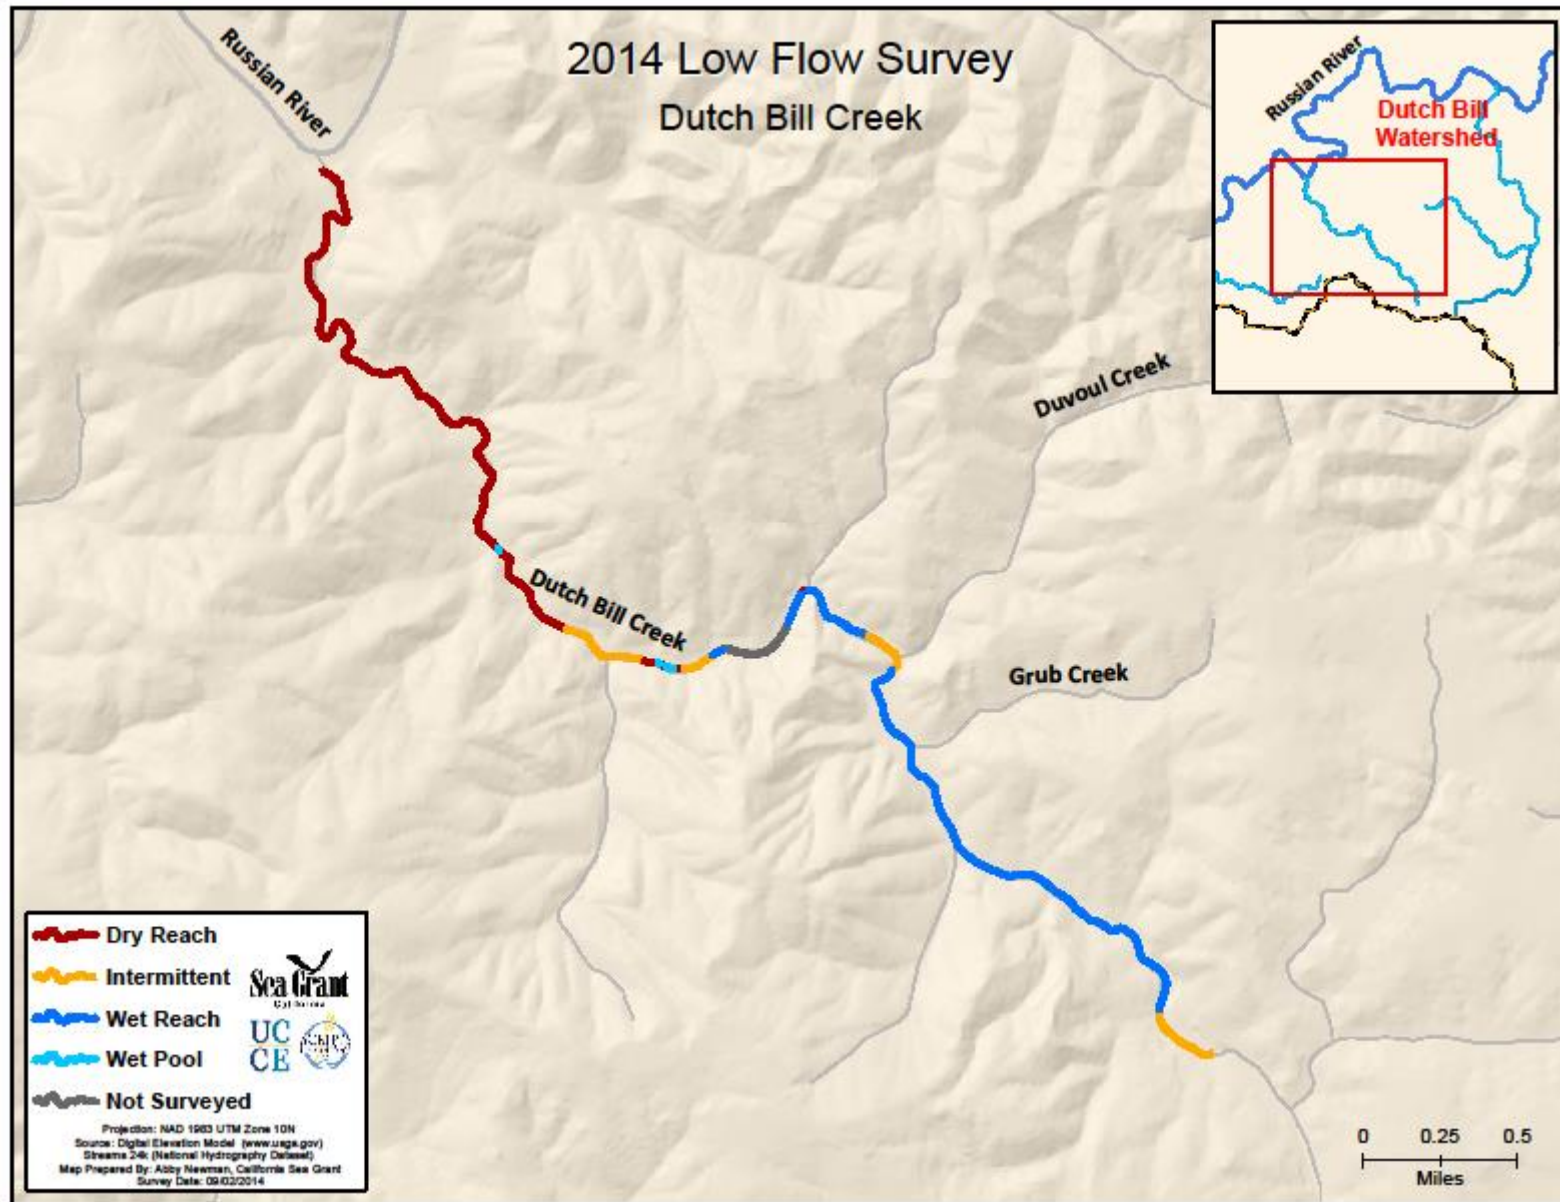 2014 Low Flow Survey
Dutch Bill Creek
Russian River
Russian River
Dutch Bill
Watershed
Duvoul Creek
Dutch Bill Creek
Grub Creek
Dry Reach
Intermittent
Wet Reach
Wet Pool
Not Surveyed
Sea Grant
California
UC
CE
Projection: NAD 1983 UTM Zone 10N
Source: Digital Elevation Model (www.usgs.gov)
Streams 24k (National Hydrography Dataset)
Map Prepared By: Abby Newman, California Sea Grant
Survey Date: 09/02/2014
0 0.25 0.5
Miles